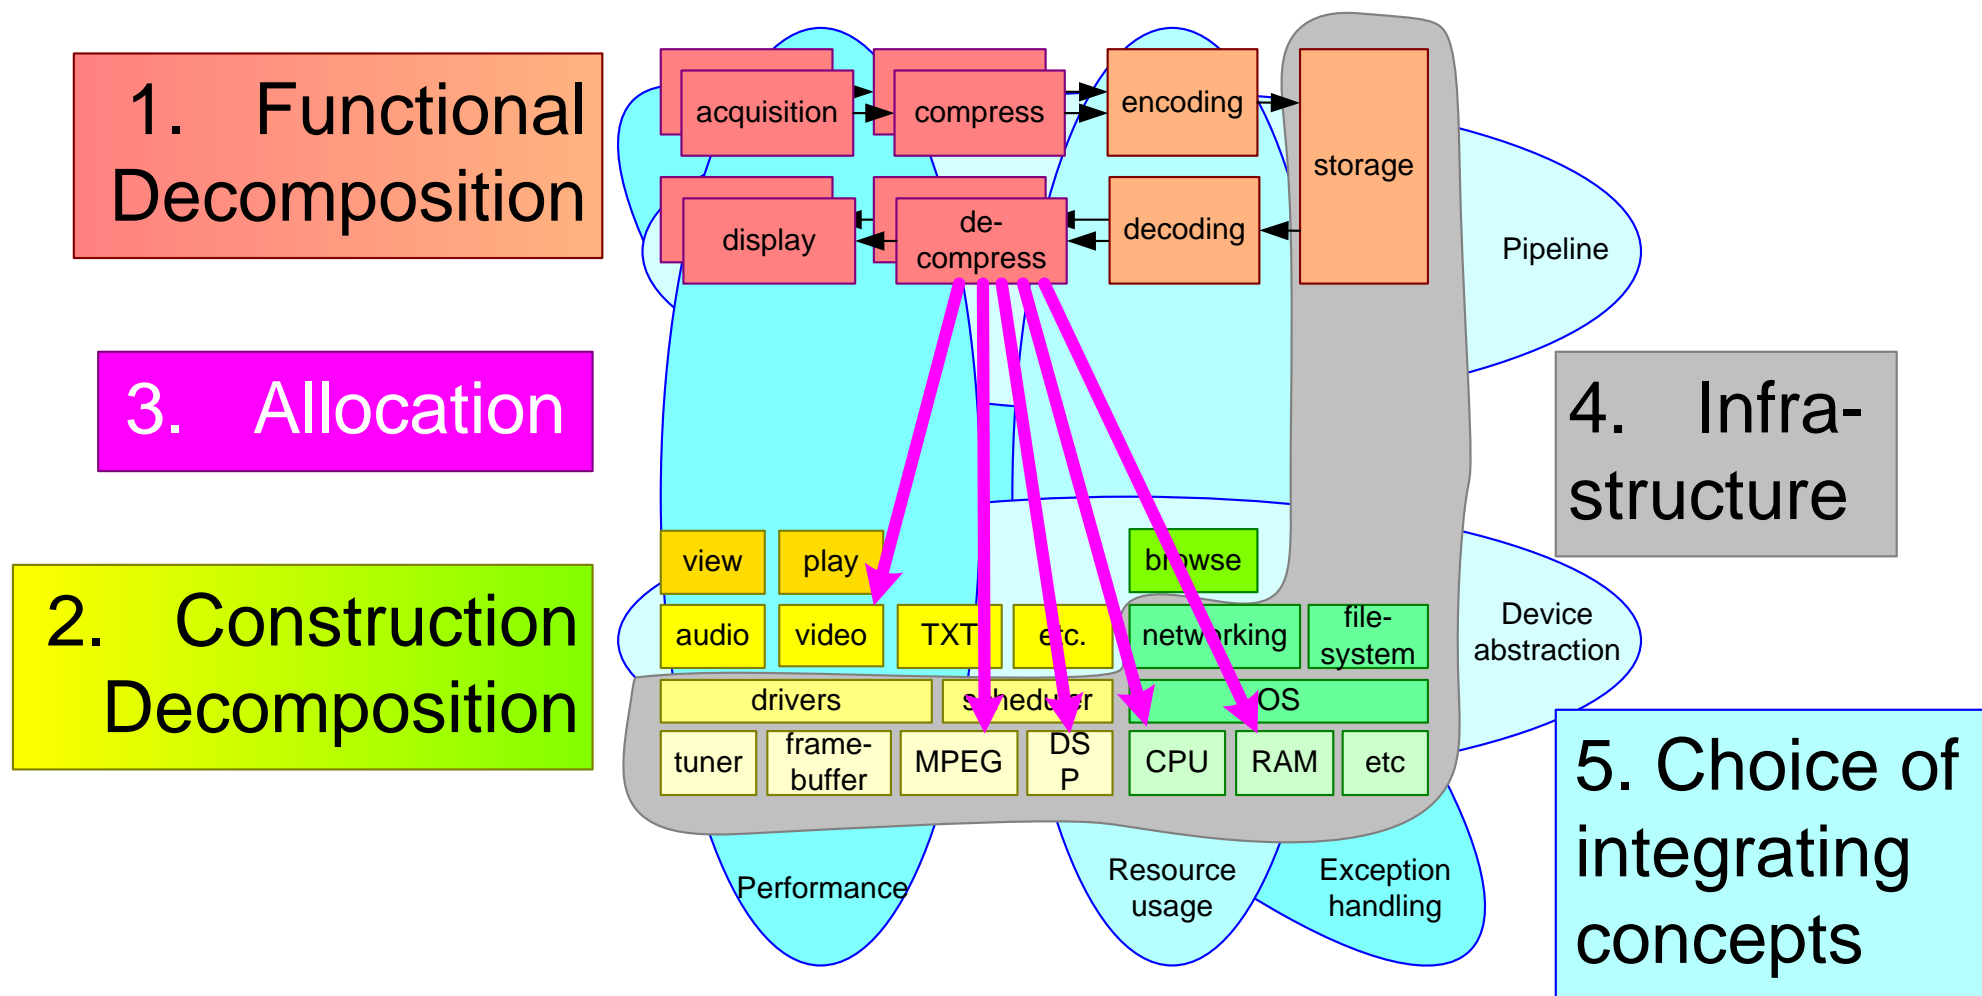 1. Functional
Decomposition
3. Allocation
2. Construction
Decomposition
acquisition
compress
encoding
storage
display
de-
compress
decoding
Pipeline
4. Infra-
structure
view
play
browse
audio
video
TXT
etc.
networking
file-
system
Device
abstraction
drivers
scheduler
OS
tuner
frame-
buffer
MPEG
DS
P
CPU
RAM
etc
Performance
Resource
usage
Exception
handling
5. Choice of
integrating
concepts